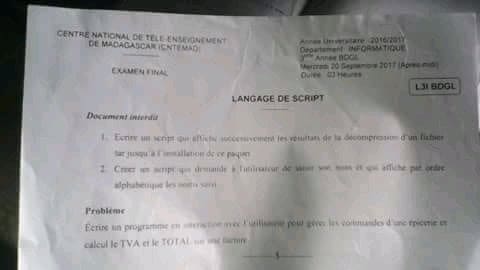 CENTRE NATIONAL DE TELE-ENSEIGNEMENT
DE MADAGASCAR (CNTEMAD)
EXAMEN FINAL
Année Universitaire -2016/2017
Département : INFORMATIQUE
3ème Année BDGL
Mercredi 20 Septembre 2017 (Après-midi)
Durée : 03 Heures
L3I BDGL
LANGAGE DE SCRIPT
Document interdit
1. Ecrire un script qui affiche successivement les résultats de la décompression d'un fichier
tar jusqu'à l'installation de ce paquet
2. Créer un script qui demande à l'utilisateur de saisir son nom et qui affiche par ordre
alphabétique les noms saisi
Problème
Écrire un programme en interaction avec l'utilisateur pour gérer les commandes d'une épicerie et
calcul le TVA et le TOTAL sur une facture